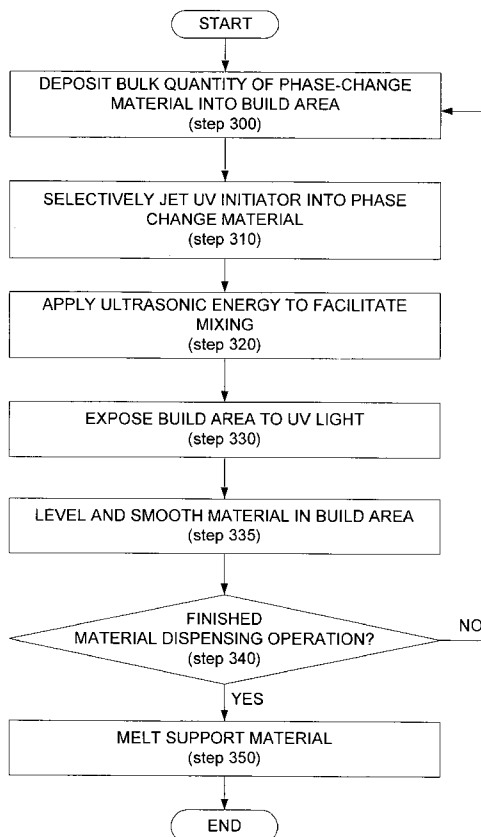 START
DEPOSIT BULK QUANTITY OF PHASE-CHANGE
MATERIAL INTO BUILD AREA
(step 300)
SELECTIVELY JET UV INITIATOR INTO PHASE
CHANGE MATERIAL
(step 310)
APPLY ULTRASONIC ENERGY TO FACILITATE
MIXING
(step 320)
EXPOSE BUILD AREA TO UV LIGHT
(step 330)
LEVEL AND SMOOTH MATERIAL IN BUILD AREA
(step 335)
FINISHED
MATERIAL DISPENSING OPERATION?
(step 340)
NO
YES
MELT SUPPORT MATERIAL
(step 350)
END